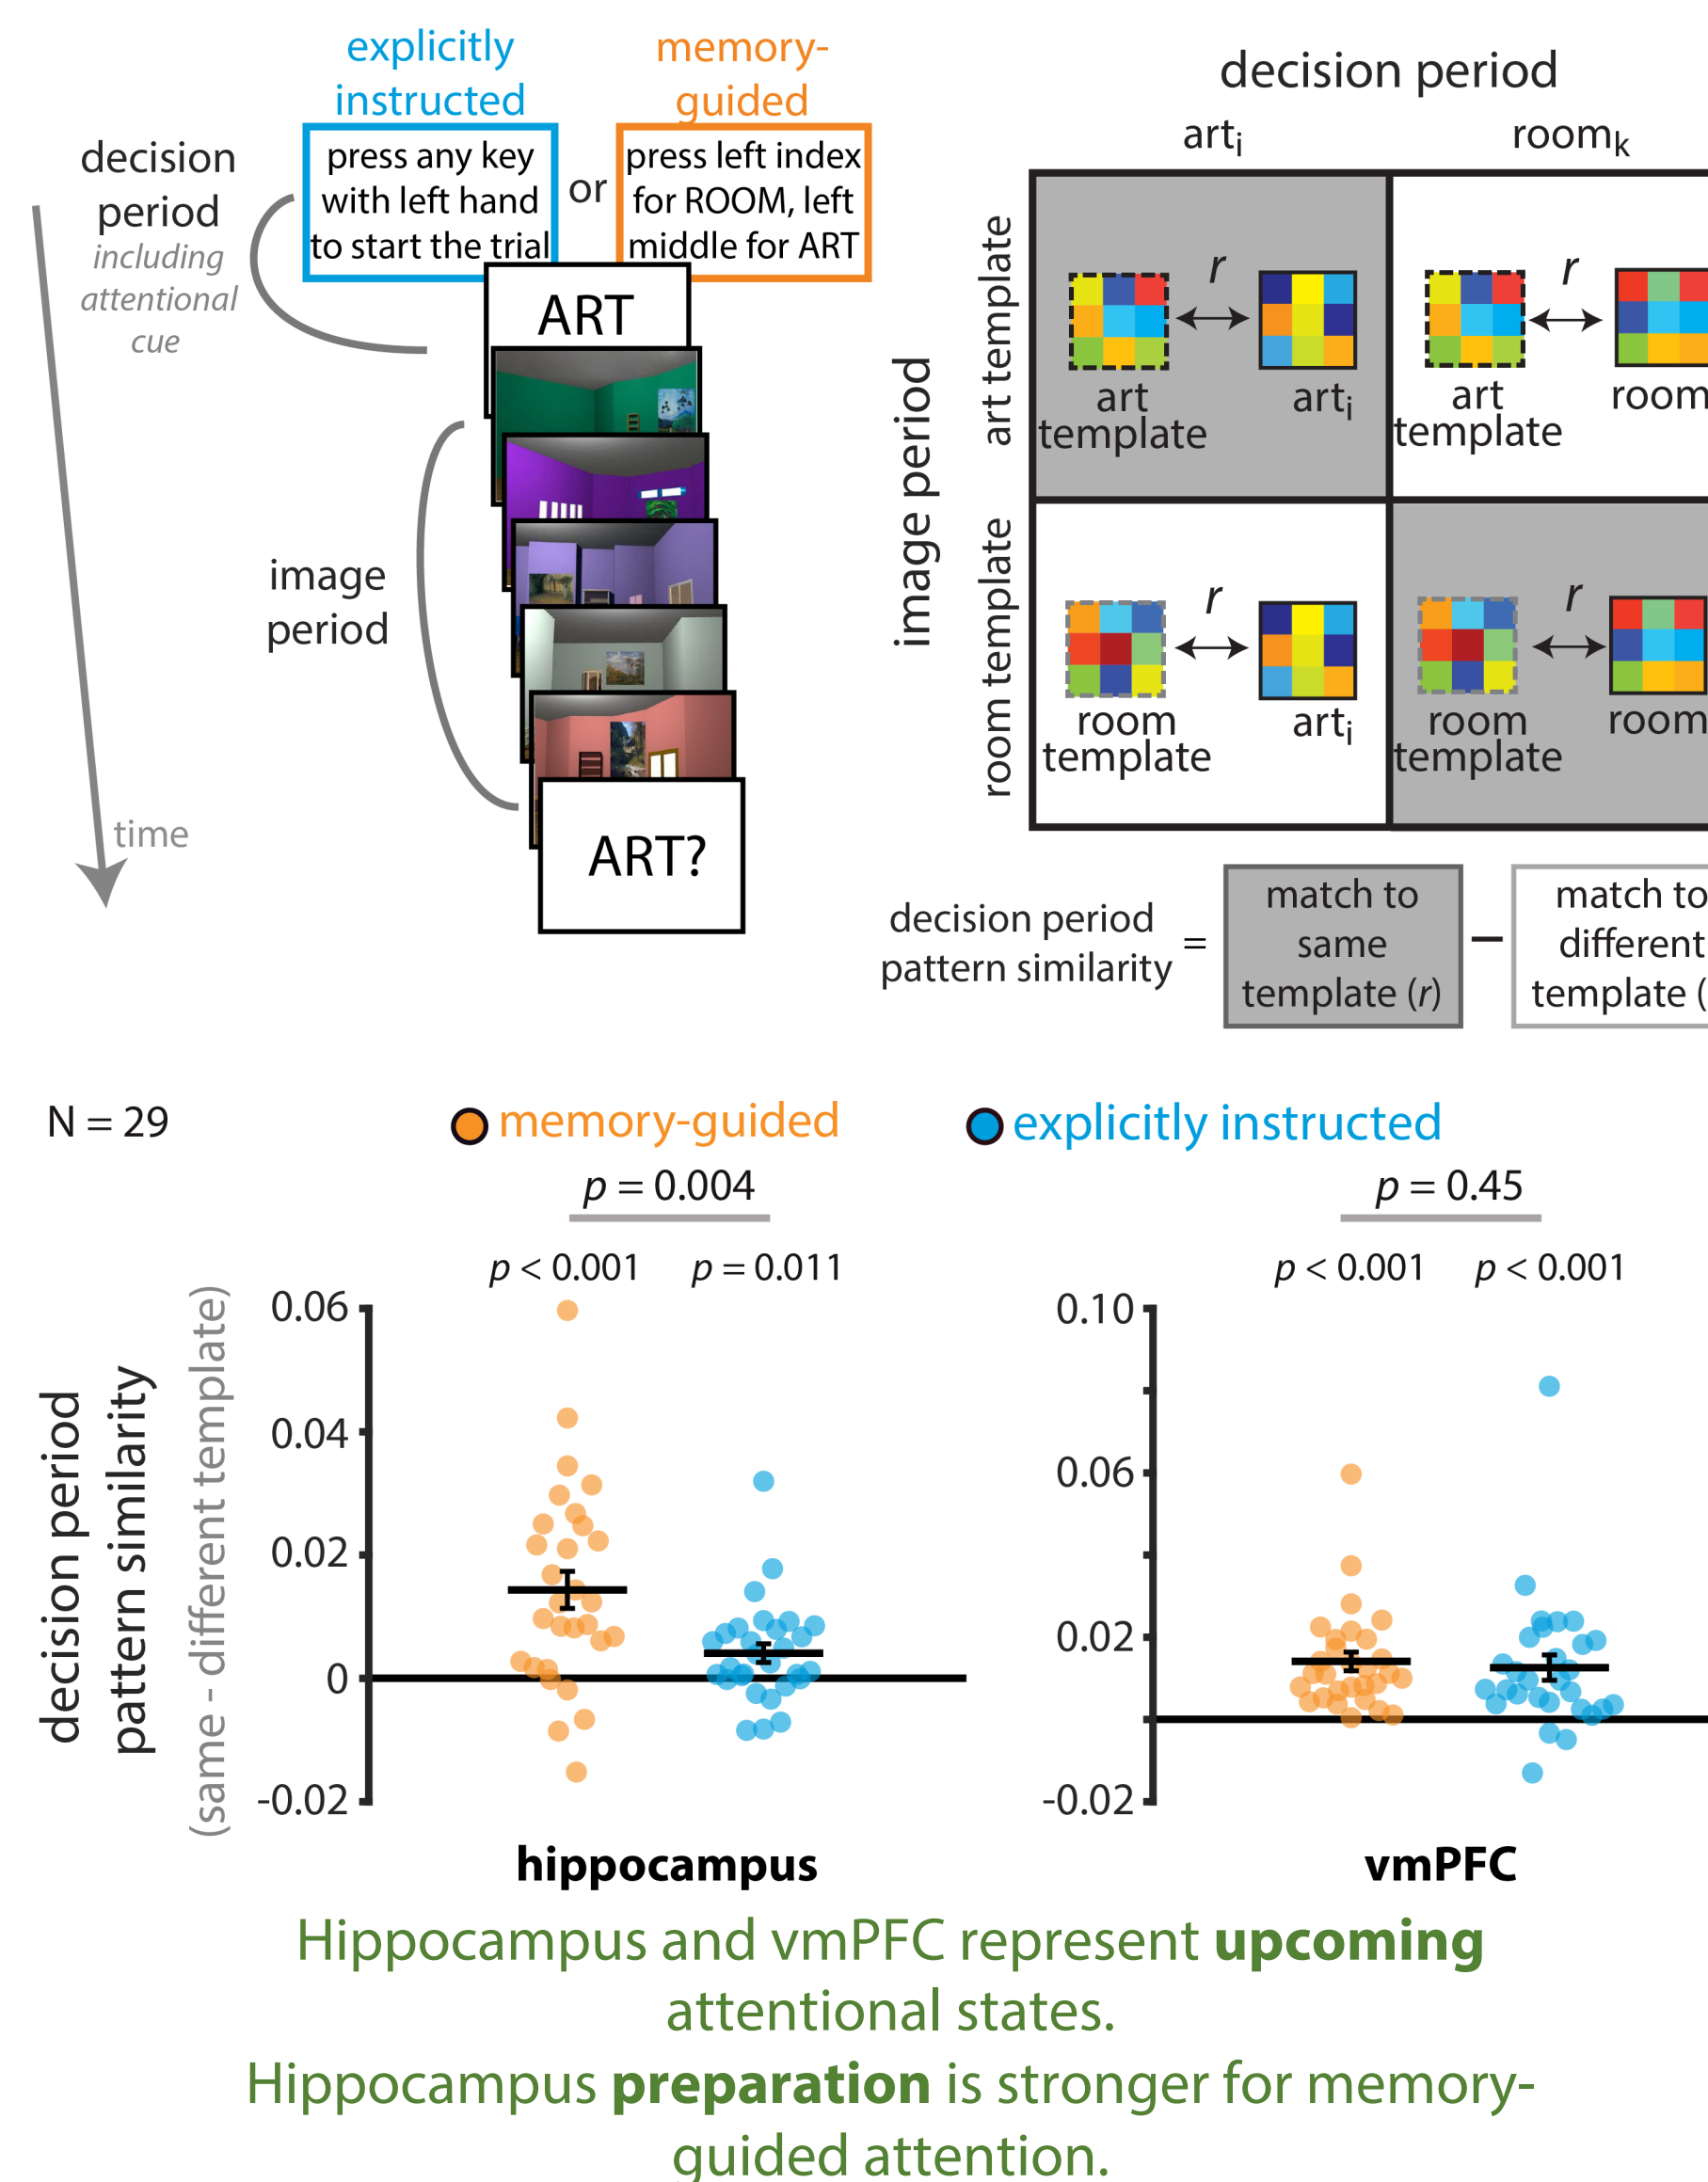 explicitly
instructed
memory-
guided
decision
period
including
attentional
cue
press any key
with left hand
to start the trial
or
press left index
for ROOM, left
middle for ART
ART
image
period
time
ART?
decision period
arti
roomk
image period
art template
r
art
template
arti
r
art
template
room
room template
r
room
template
arti
r
room
template
room
decision period
pattern similarity
=
match to
same
template (r)
–
match to
different
template (
N = 29
memory-guided
explicitly instructed
p = 0.004
p = 0.45
p < 0.001
p = 0.011
p < 0.001
p < 0.001
decision period
pattern similarity
(same - different template)
0.06
0.04
0.02
0
-0.02
0.10
0.06
0.02
-0.02
hippocampus
vmPFC
Hippocampus and vmPFC represent upcoming
attentional states.
Hippocampus preparation is stronger for memory-
guided attention.